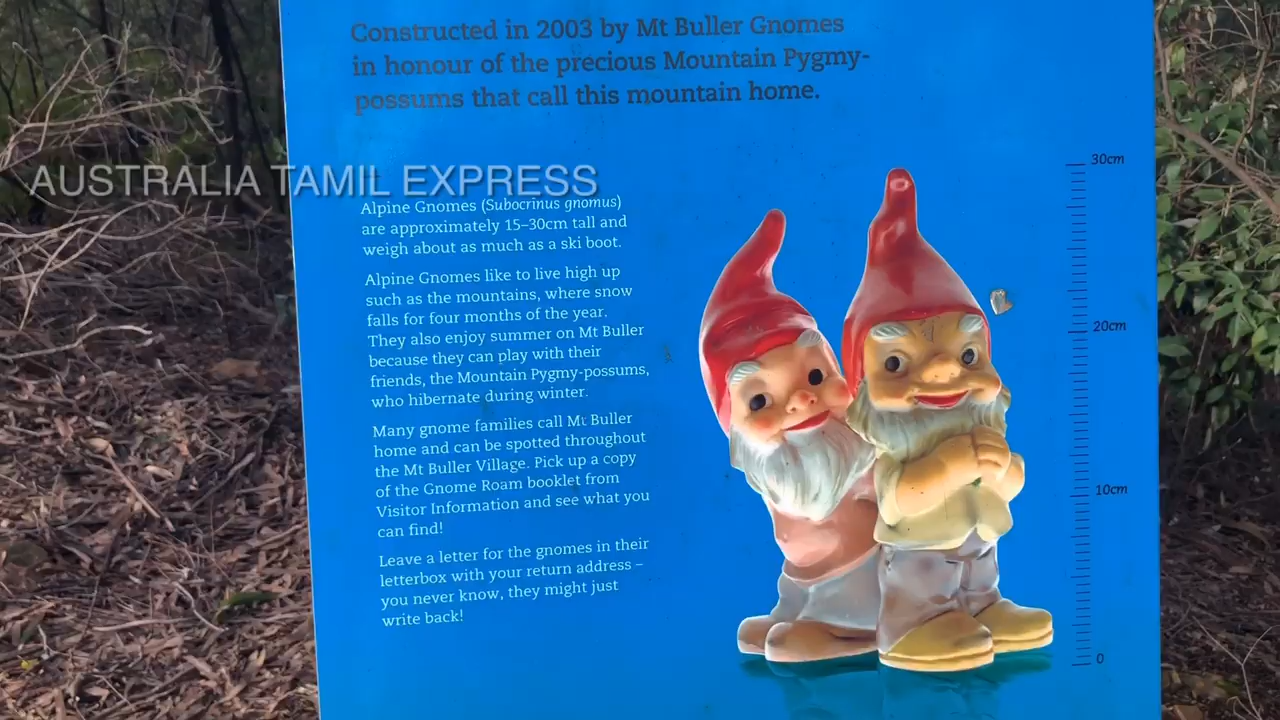 Constructed in 2003 by Mt Buller Gnomes
in honour of the precious Mountain Pygmy-
possums that call this mountain home.
AUSTRALIA TAMIL EXPRESS
Alpine Gnomes (Subocrinus gnomus)
are approximately 15–30cm tall and
weigh about as much as a ski boot.
Alpine Gnomes like to live high up
such as the mountains, where snow
falls for four months of the year.
They also enjoy summer on Mt Buller
because they can play with their
friends, the Mountain Pygmy-possums,
who hibernate during winter.
Many gnome families call Mt Buller
home and can be spotted throughout
the Mt Buller Village. Pick up a copy
of the Gnome Roam booklet from
Visitor Information and see what you
can find!
Leave a letter for the gnomes in their
letterbox with your return address –
you never know, they might just
write back!
30cm
20cm
10cm
0